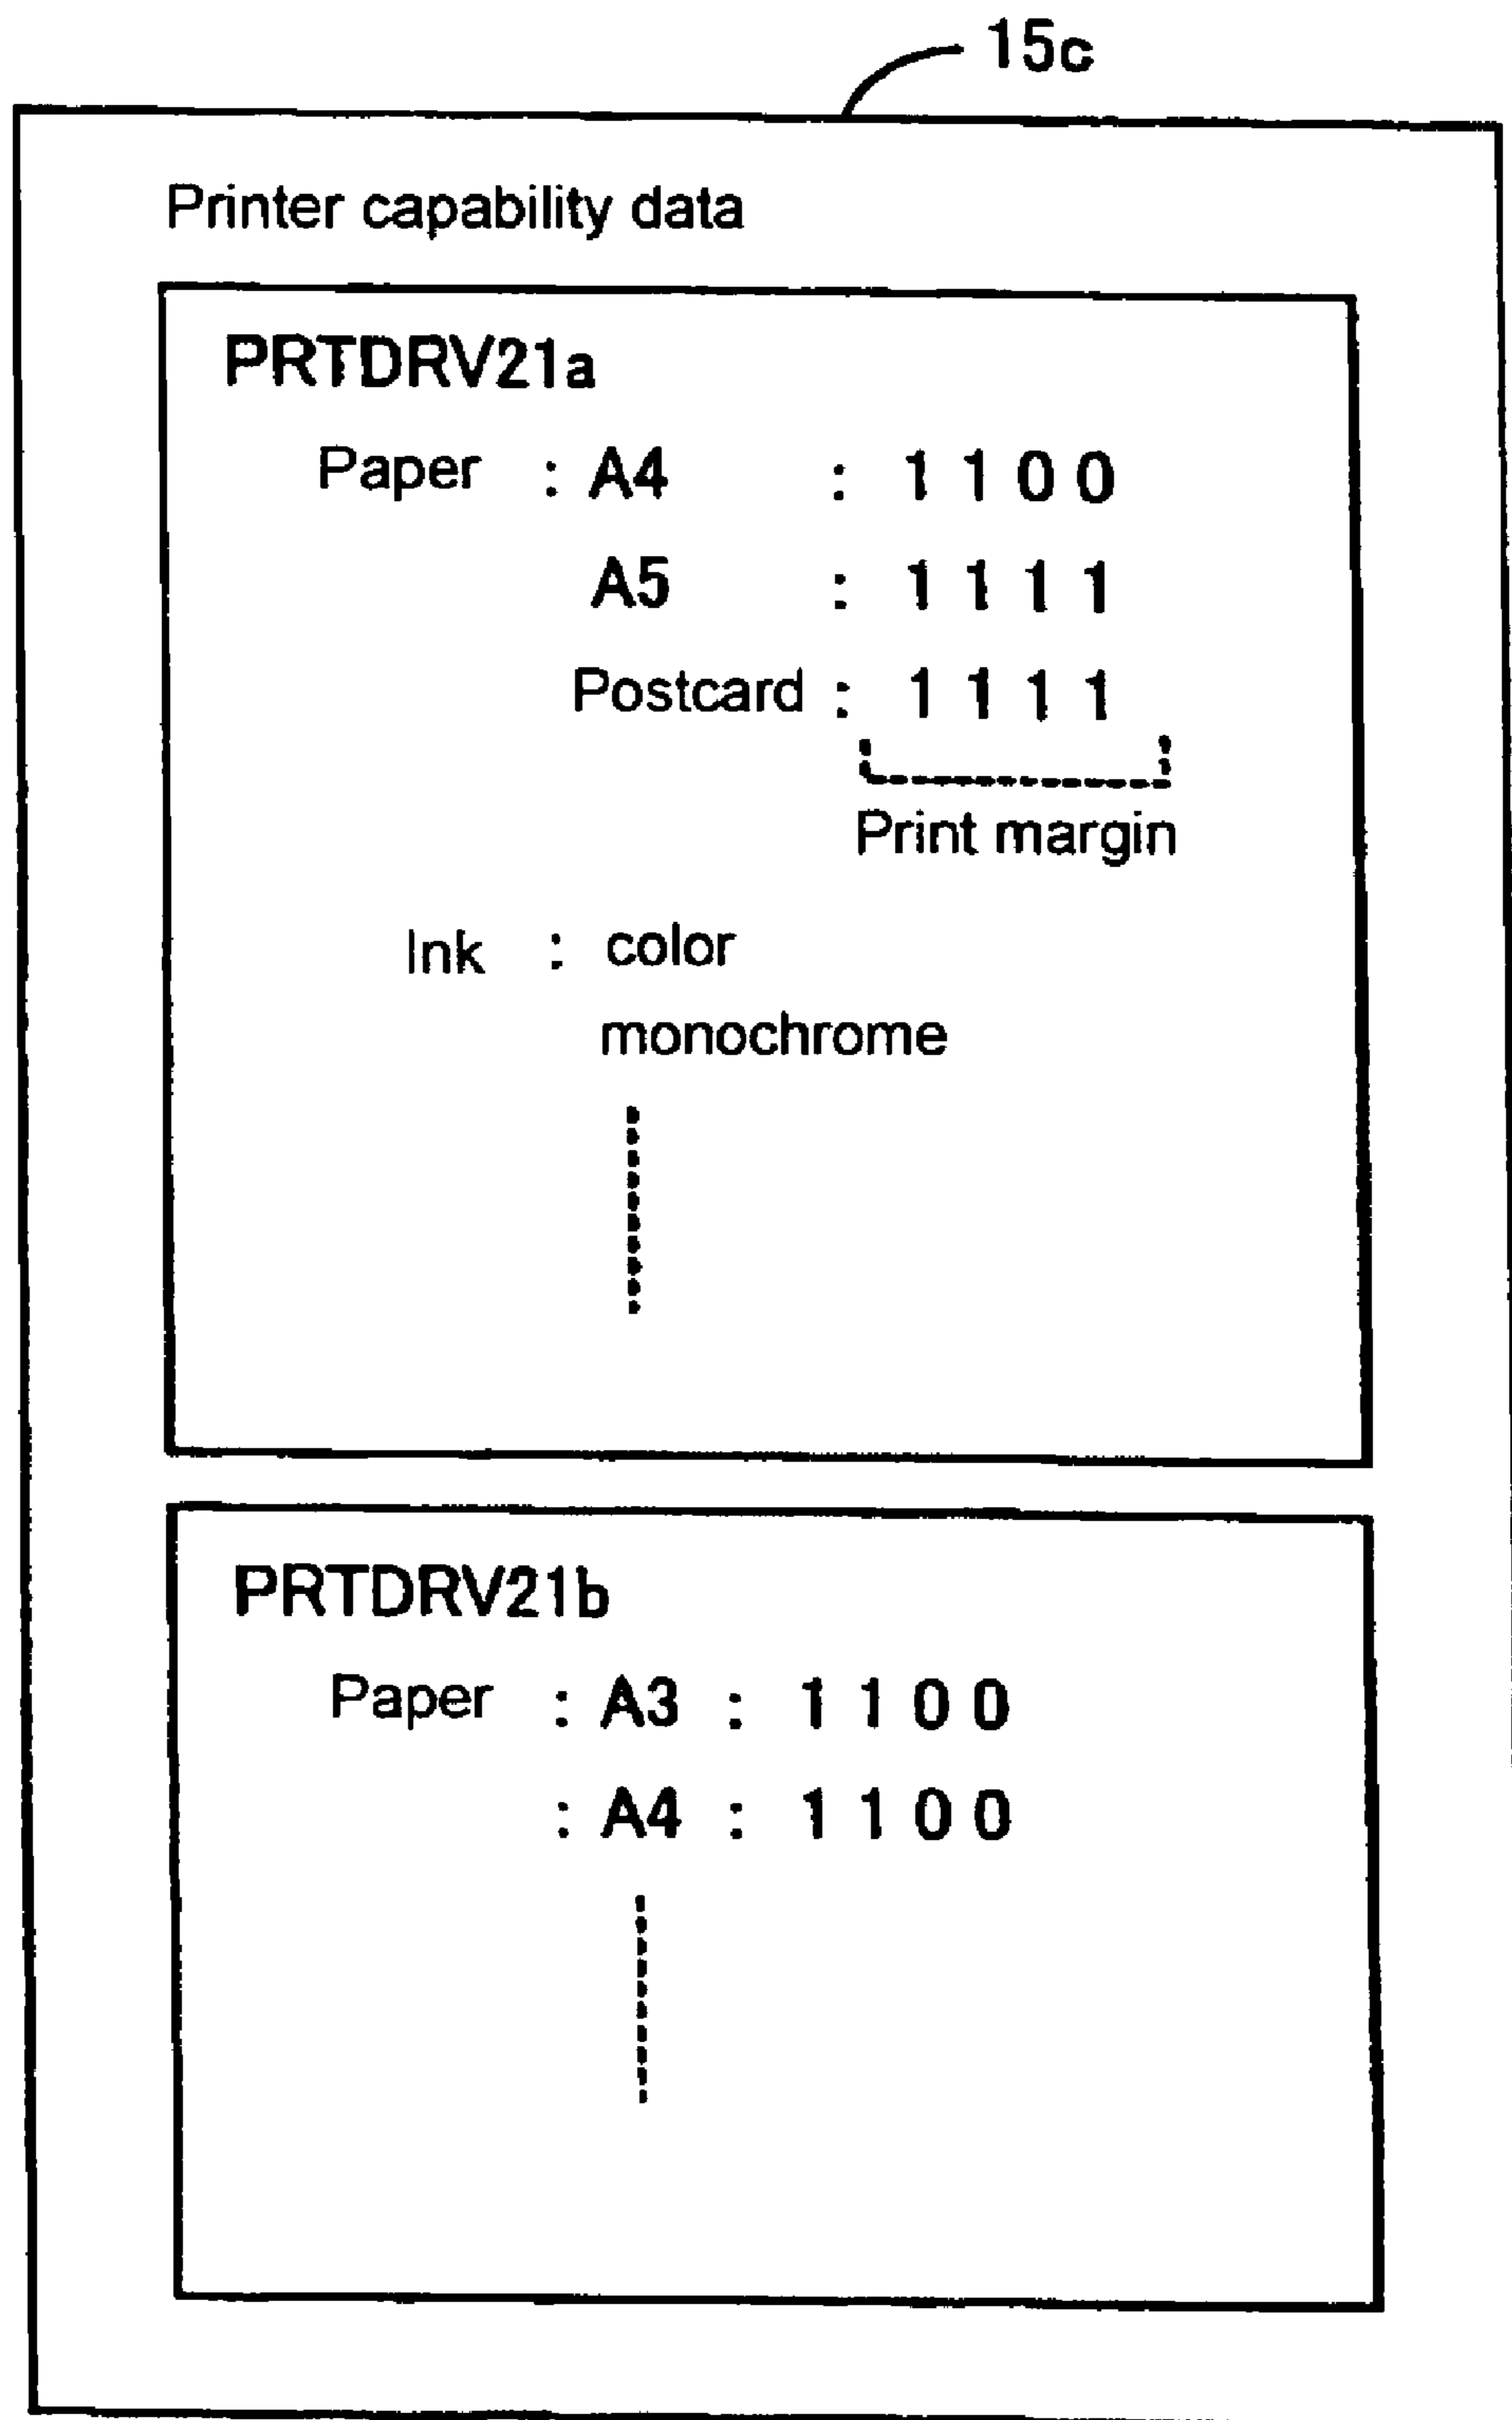 15c
Printer capability data
PRTDRV21a
Paper : A4 : 1 1 0 0
A5 : 1 1 1 1
Postcard : 1 1 1 1
Print margin
Ink : color
monochrome
PRTDRV21b
Paper : A3 : 1 1 0 0
: A4 : 1 1 0 0